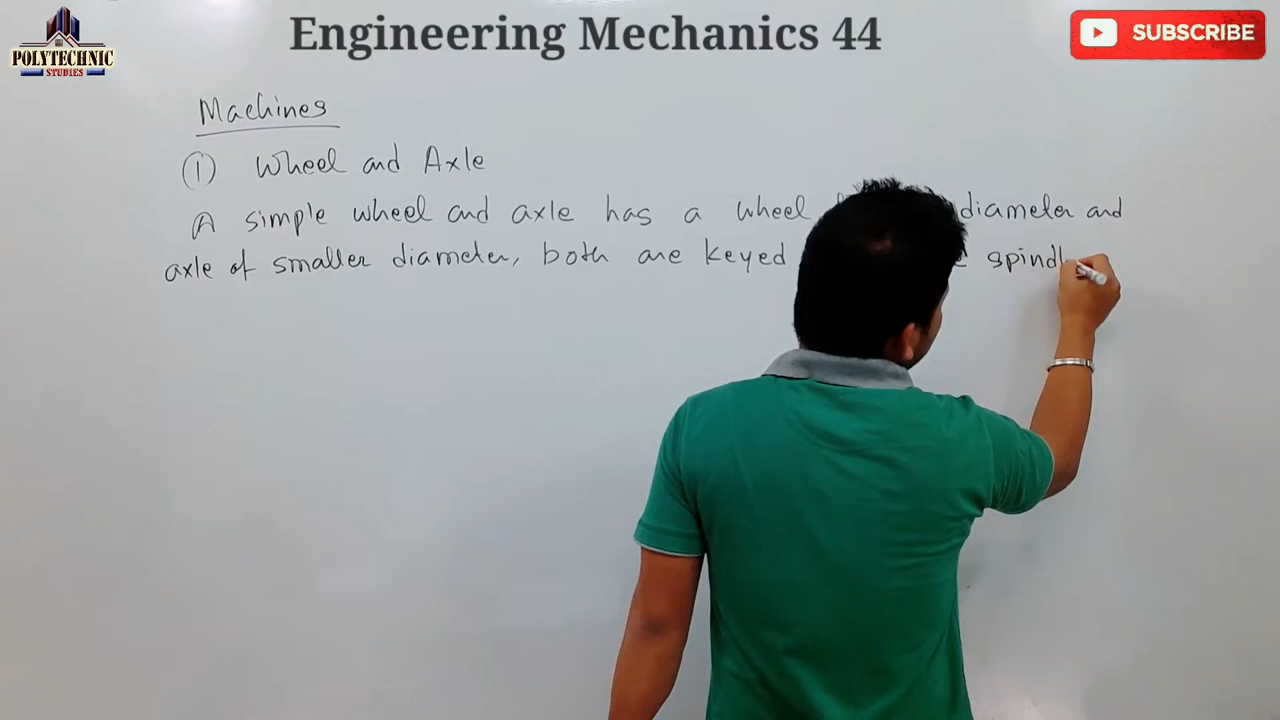 Engineering Mechanics 44
SUBSCRIBE
POLYTECHNIC
STUDIES
Machines
(1) Wheel and Axle
A simple wheel and axle has a wheel diameter and
axle of smaller diameter, both are keyed spindl